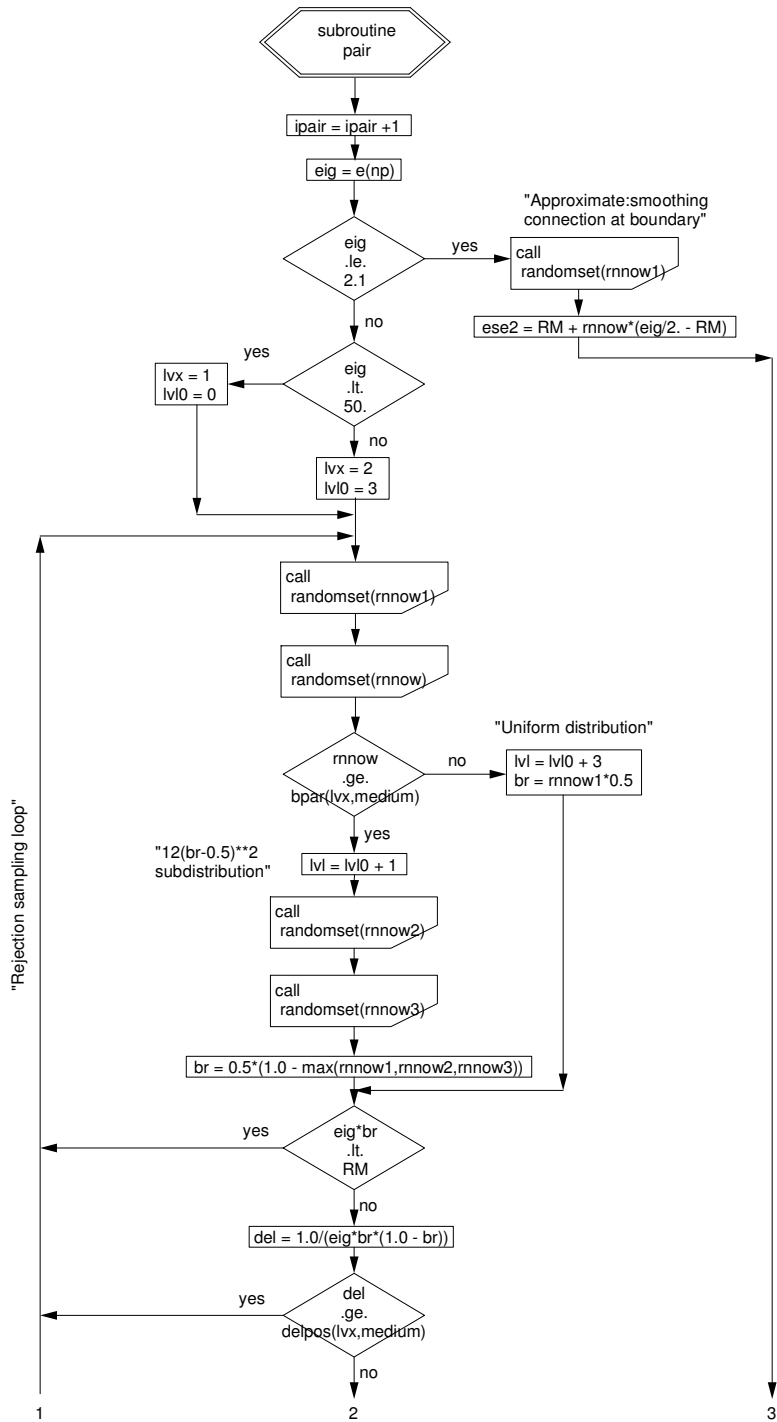 subroutine
pair
ipair = ipair +1
eig = e(np)
"Approximate:smoothing
connection at boundary"
eig
.le.
2.1
yes
call
randomset(rnnow1)
no
ese2 = RM + rnnow*(eig/2. - RM)
yes
eig
.lt.
50.
lvx = 1
lvl0 = 0
no
lvx = 2
lvl0 = 3
call
randomset(rnnow1)
call
randomset(rnnow)
"Uniform distribution"
rnnow
.ge.
bpar(lvx,medium)
no
lvl = lvl0 + 3
br = rnnow1*0.5
yes
"12(br-0.5)**2
subdistribution"
lvl = lvl0 + 1
call
randomset(rnnow2)
call
randomset(rnnow3)
"Rejection sampling loop"
br = 0.5*(1.0 - max(rnnow1,rnnow2,rnnow3))
yes
eig*br
.lt.
RM
no
del = 1.0/(eig*br*(1.0 - br))
yes
del
.ge.
delpos(lvx,medium)
no
1
2
3